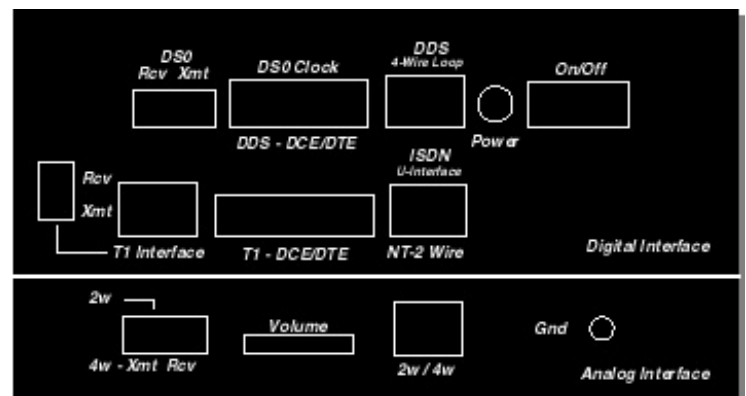 DS0
Rcv Xmt
DS0 Clock
DDS
4-Wire Loop
On/Off
DDS - DCE/DTE
Power
ISDN
U-Interface
Rcv
Xmt
T1 Interface
T1 - DCE/DTE
NT-2 Wire
Digital Interface
2w
Volume
Gnd
4w - Xmt Rcv
2w / 4w
Analog Interface